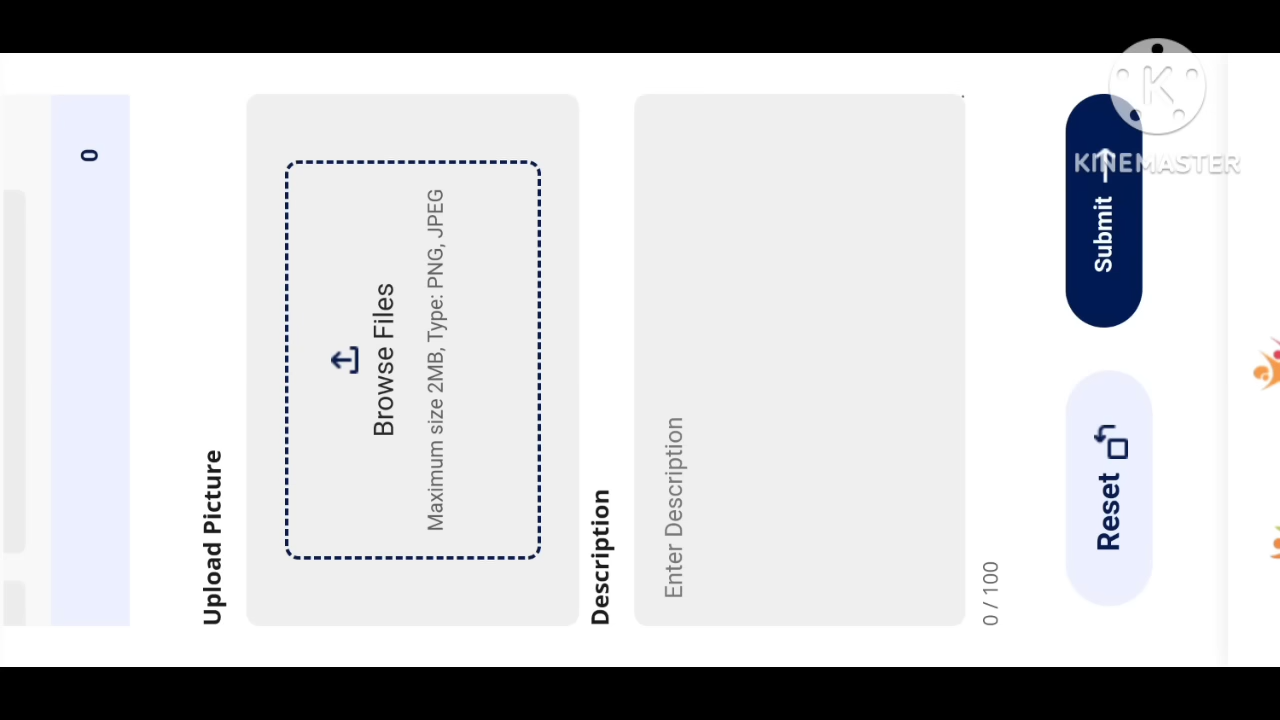 0
Upload Picture
Browse Files
Maximum size 2MB, Type: PNG, JPEG
Description
Enter Description
0 / 100
Reset
Submit
KINEMASTER